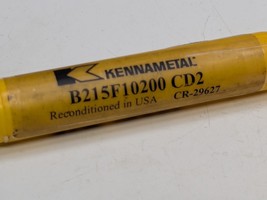 KENNAMETAL
B215F10200 CD2
Reconditioned in USA CR-29627